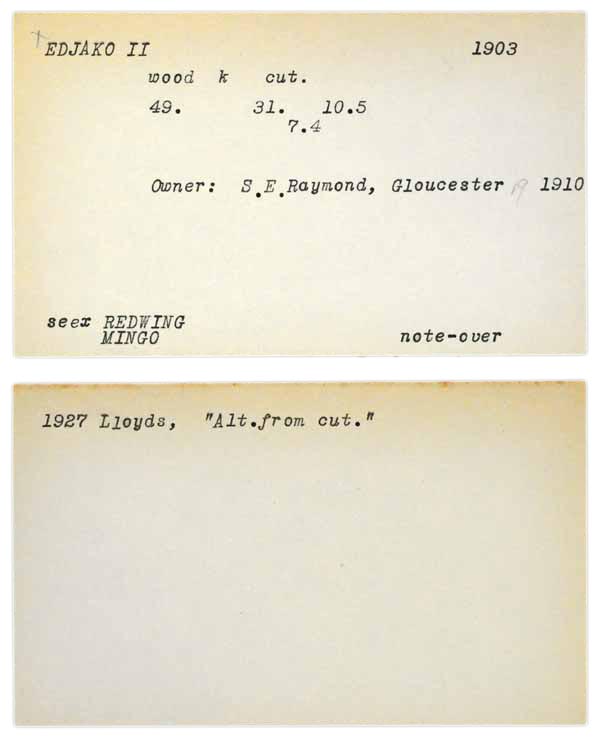 EDJAKO II 1903
wood k cut.
49. 31. 10.5
7.4
Owner: S.E.Raymond, Gloucester 1910
seex REDWING
MINGO note-over
1927 Lloyds, "Alt.from cut."